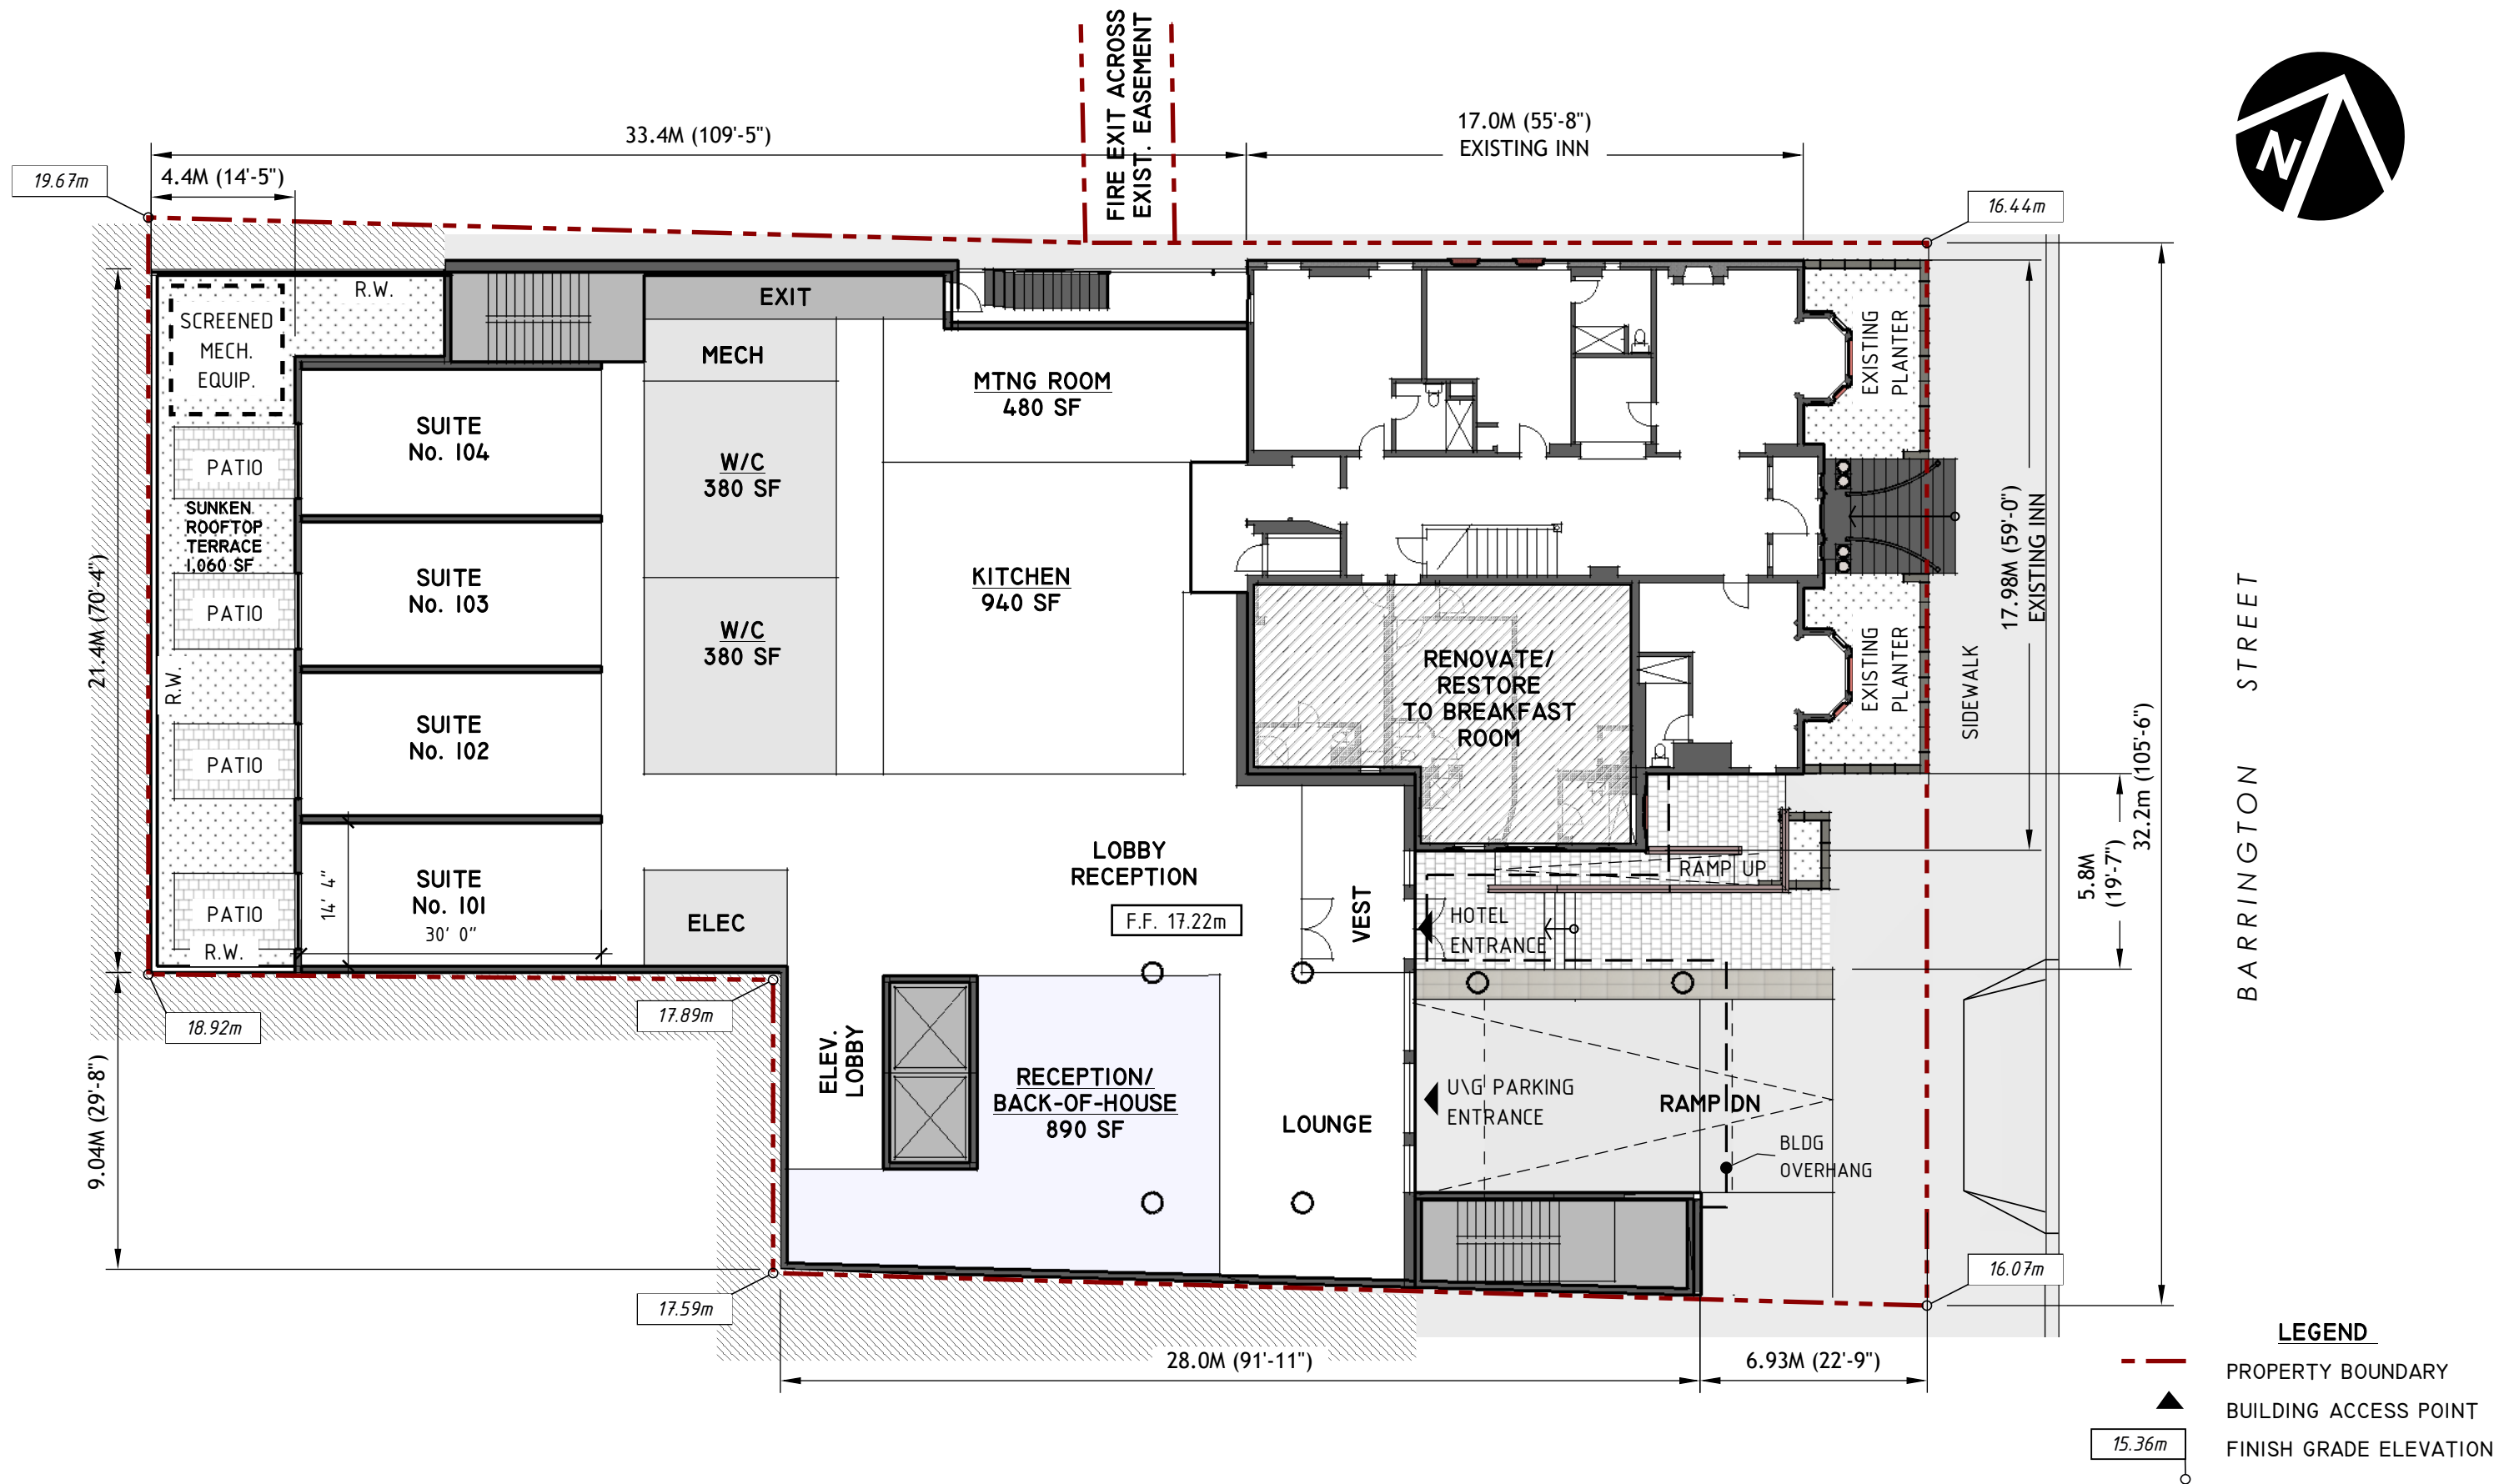 FIRE EXIT ACROSS
EXIST. EASEMENT
33.4M (109'-5")
17.0M (55'-8")
EXISTING INN
N
19.67m
4.4M (14'-5")
16.44m
R.W.
EXIT
SCREENED
MECH.
EQUIP.
MECH
MTNG ROOM
480 SF
EXISTING
PLANTER
SUITE
No. 104
PATIO
W/C
380 SF
SUNKEN
ROOFTOP
TERRACE
1,060 SF
21.4M (70'-4")
17.98M (59'-0")
EXISTING INN
SUITE
No. 103
PATIO
KITCHEN
940 SF
W/C
380 SF
RENOVATE/
RESTORE
TO BREAKFAST
ROOM
EXISTING
PLANTER
SIDEWALK
BARRINGTON STREET
R.W.
SUITE
No. 102
PATIO
32.2m (105'-6")
5.8M
(19'-7")
LOBBY
RECEPTION
RAMP UP
SUITE
No. 101
14' 4"
30' 0"
PATIO
R.W.
ELEC
F.F. 17.22m
VEST
HOTEL
ENTRANCE
18.92m
17.89m
ELEV.
LOBBY
RECEPTION/
BACK-OF-HOUSE
890 SF
LOUNGE
U\G PARKING
ENTRANCE
RAMP DN
BLDG
OVERHANG
9.04M (29'-8")
17.59m
16.07m
28.0M (91'-11")
6.93M (22'-9")
LEGEND
PROPERTY BOUNDARY
BUILDING ACCESS POINT
15.36m
FINISH GRADE ELEVATION